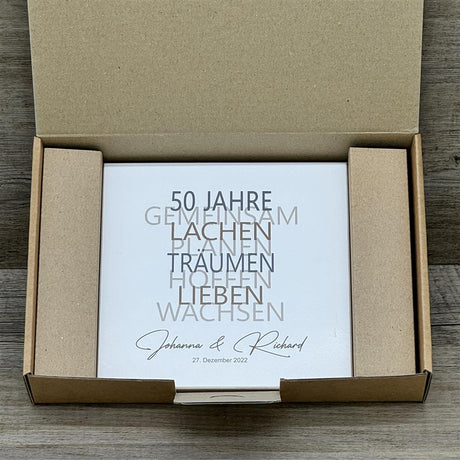 50 JAHRE
GEMEINSAM
LACHEN
PLANEN
TRÄUMEN
HOFFEN
LIEBEN
WACHSEN
Johanna & Richard
27. Dezember 2022